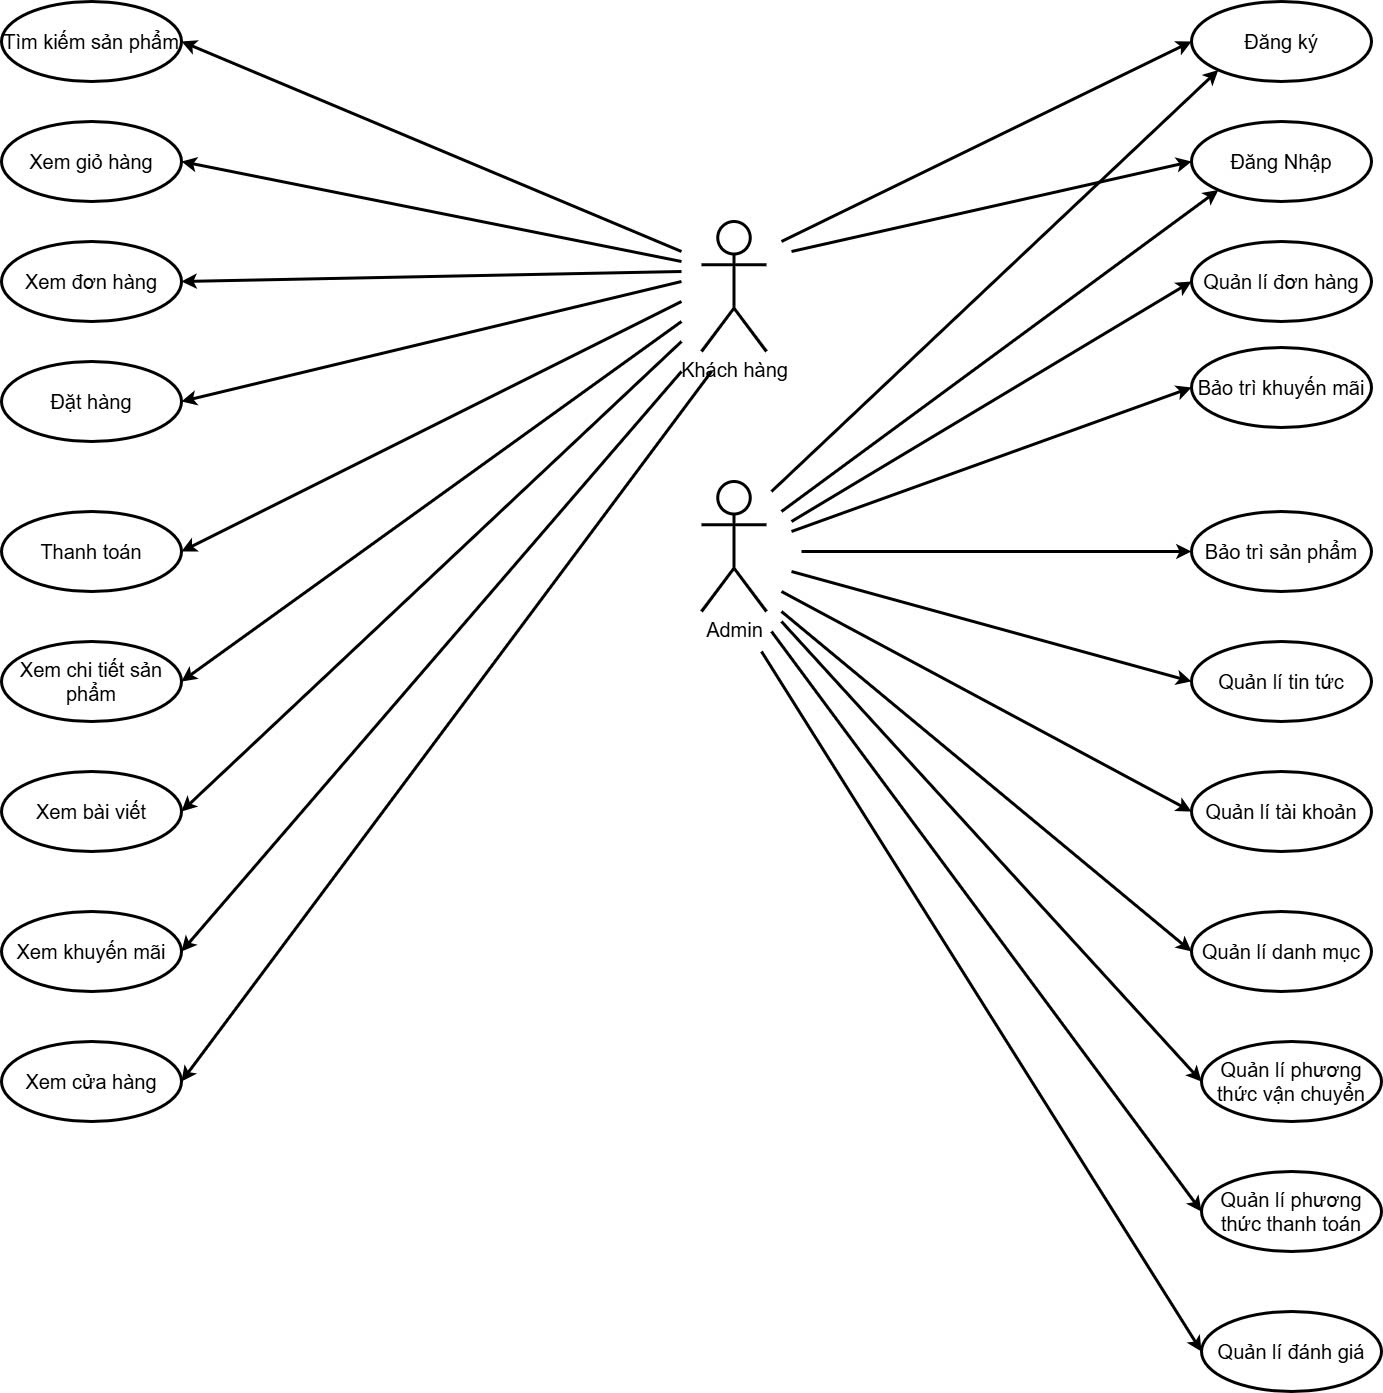 Tìm kiếm sản phẩm
Đăng ký
Xem giỏ hàng
Đăng Nhập
Xem đơn hàng
Quản lí đơn hàng
Khách hàng
Bảo trì khuyến mãi
Đặt hàng
Thanh toán
Bảo trì sản phẩm
Admin
Xem chi tiết sản
phẩm
Quản lí tin tức
Xem bài viết
Quản lí tài khoản
Xem khuyến mãi
Quản lí danh mục
Xem cửa hàng
Quản lí phương
thức vận chuyển
Quản lí phương
thức thanh toán
Quản lí đánh giá